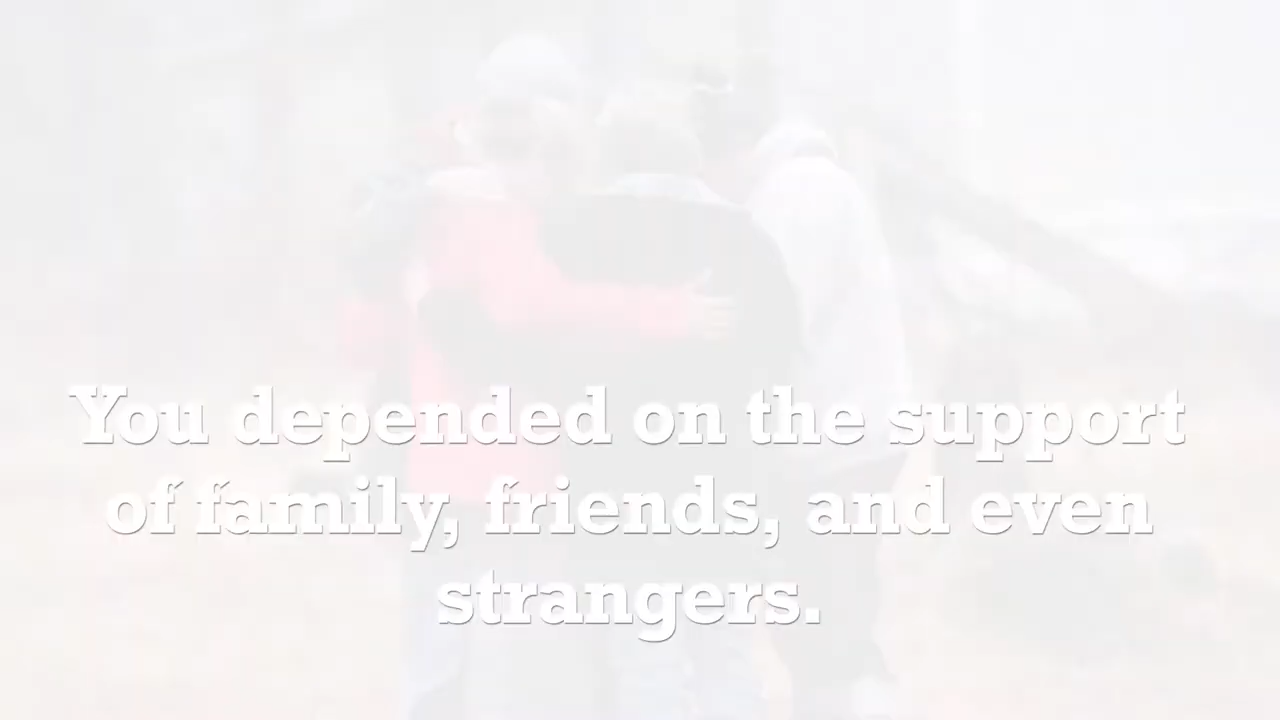 You depended on the support
of family, friends, and even
strangers.